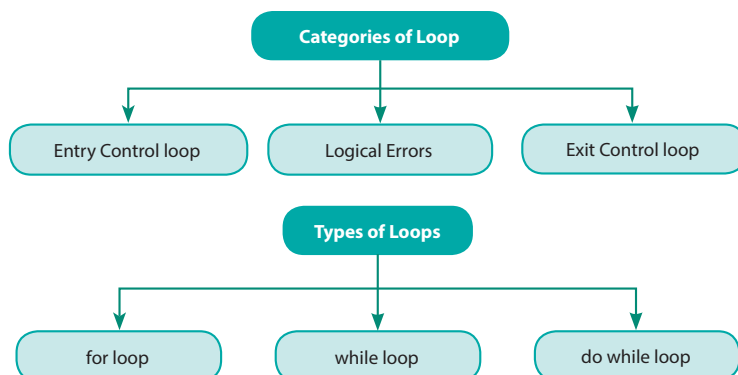 Categories of Loop
Entry Control loop
Logical Errors
Exit Control loop
Types of Loops
for loop
while loop
do while loop